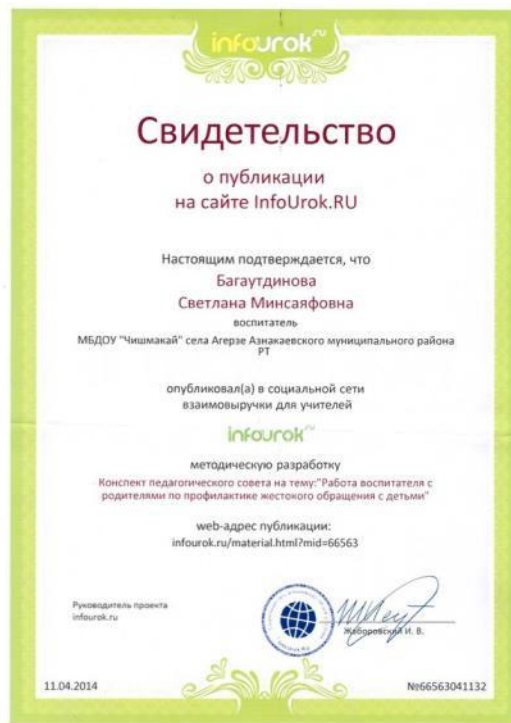 infourok.ru
Свидетельство
о публикации
на сайте InfoUrok.RU
Настоящим подтверждается, что
Багаутдинова
Светлана Минсаяфовна
воспитатель
МБДОУ "Чишмакай" села Агерзе Азнакаевского муниципального района
РТ
опубликовал(а) в социальной сети
взаимовыручки для учителей
infourok.ru
методическую разработку
Конспект педагогического совета на тему:"Работа воспитателя с
родителями по профилактике жестокого обращения с детьми"
web-адрес публикации:
infourok.ru/material.html?mid=66563
Руководитель проекта
infourok.ru
Жаборовский И. В.
11.04.2014
№66563041132